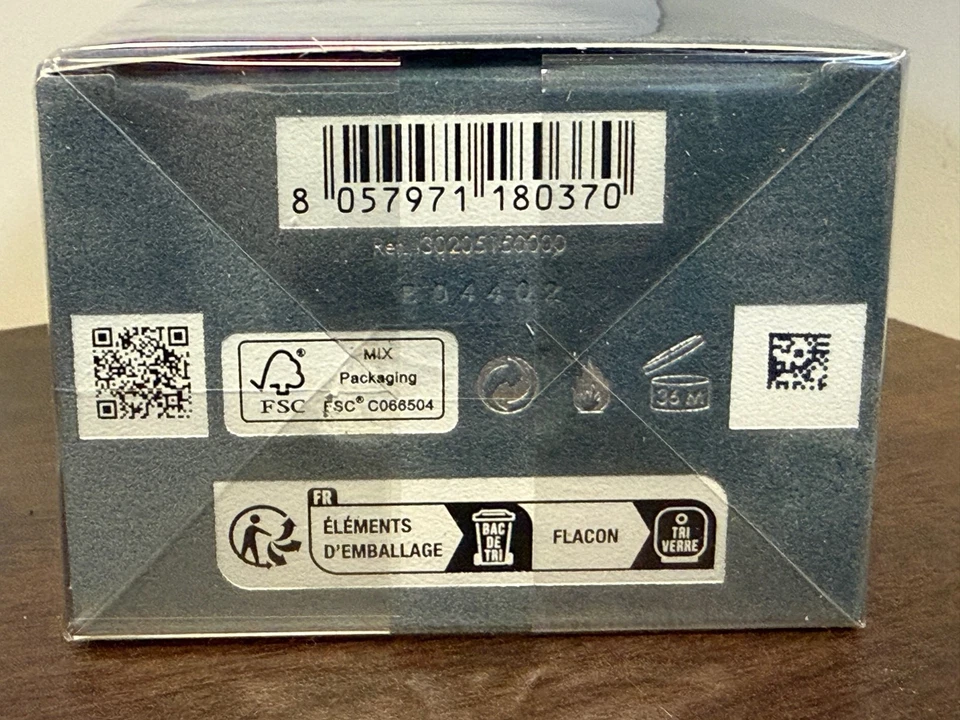 8 057971 180370
Ref. 30205150000
MIX
Packaging
FSC® C066504
FSC
36 M
FR
ÉLÉMENTS
D'EMBALLAGE
BAC
DE
TRI
FLACON
TRI
VERRE